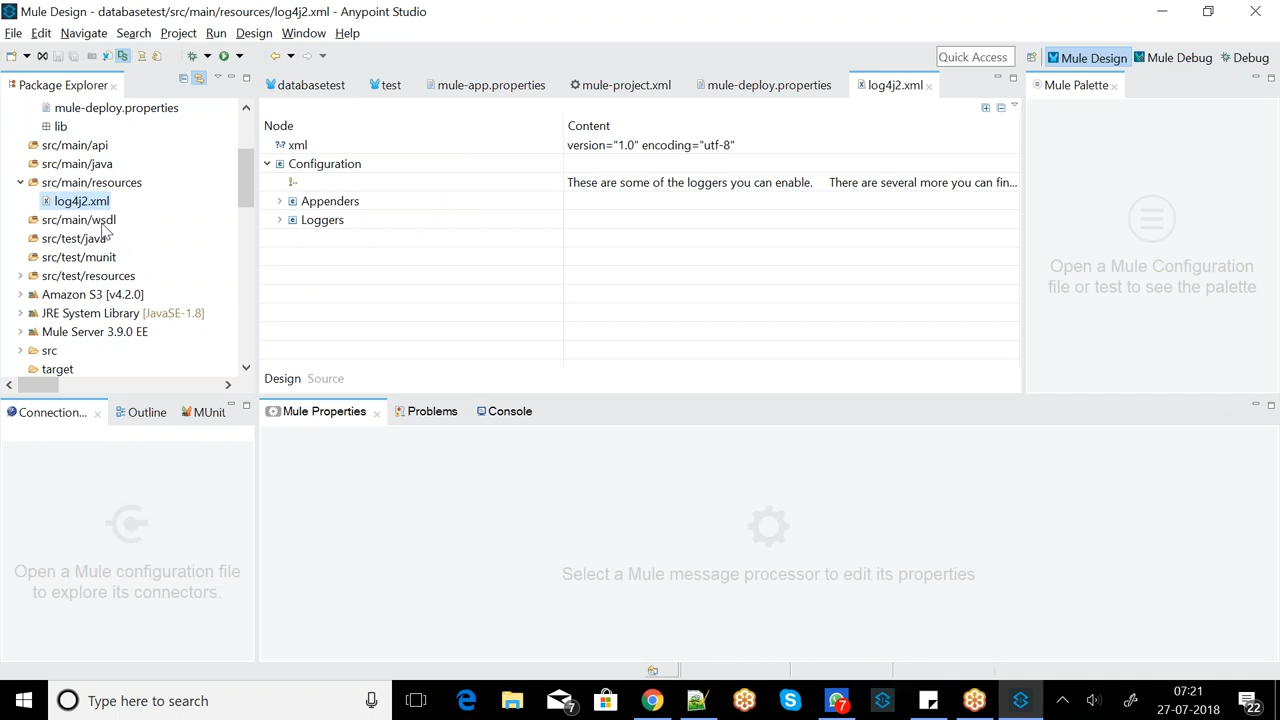 Mule Design - databasetest/src/main/resources/log4j2.xml - Anypoint Studio
File Edit Navigate Search Project Run Design Window Help
Quick Access
Mule Design
Mule Debug
Debug
Package Explorer
databasetest
test
mule-app.properties
mule-project.xml
mule-deploy.properties
log4j2.xml
Mule Palette
mule-deploy.properties
lib
src/main/api
src/main/java
src/main/resources
log4j2.xml
src/main/wsdl
src/test/java
src/test/munit
src/test/resources
Amazon S3 [v4.2.0]
JRE System Library [JavaSE-1.8]
Mule Server 3.9.0 EE
src
target
Node Content
xml version="1.0" encoding="utf-8"
Configuration
These are some of the loggers you can enable. There are several more you can fin...
Appenders
Loggers
Design Source
Open a Mule Configuration
file or test to see the palette
Connection...
Outline
MUnit
Mule Properties
Problems
Console
Open a Mule configuration file
to explore its connectors.
Select a Mule message processor to edit its properties
Type here to search
7
7
07:21
27-07-2018
22